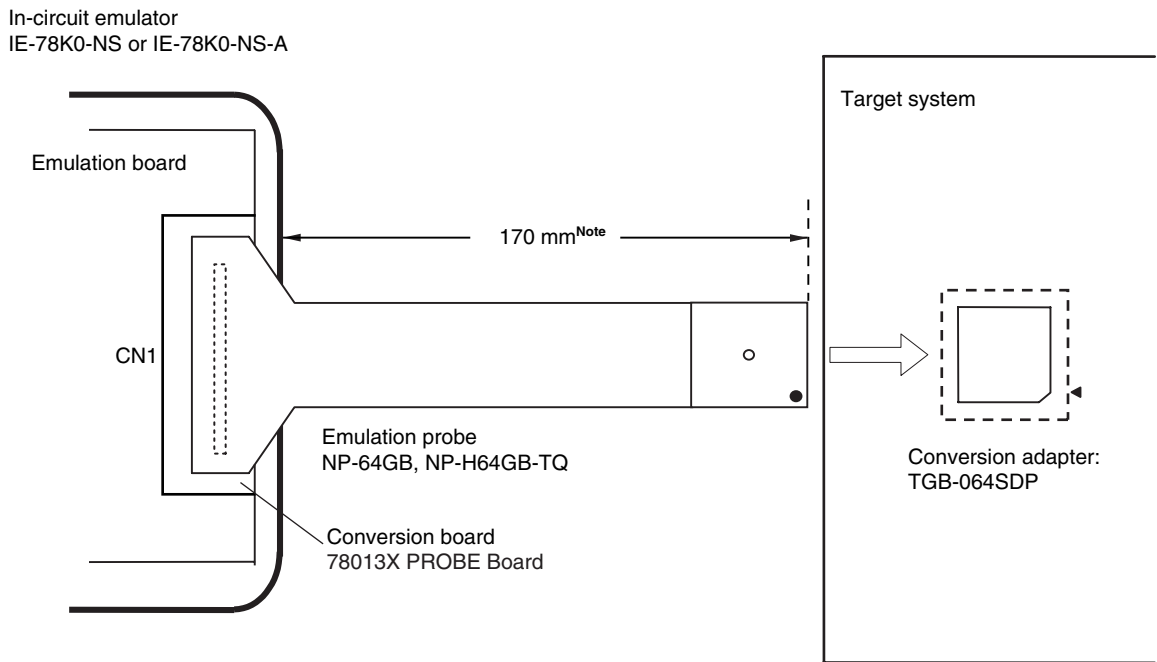 In-circuit emulator
IE-78K0-NS or IE-78K0-NS-A
Target system
Emulation board
170 mmNote
CN1
Emulation probe
NP-64GB, NP-H64GB-TQ
Conversion adapter:
TGB-064SDP
Conversion board
78013X PROBE Board